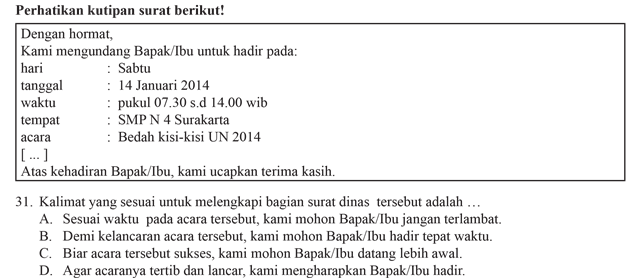 Perhatikan kutipan surat berikut!
Dengan hormat,
Kami mengundang Bapak/Ibu untuk hadir pada:
hari : Sabtu
tanggal : 14 Januari 2014
waktu : pukul 07.30 s.d 14.00 wib
tempat : SMP N 4 Surakarta
acara : Bedah kisi-kisi UN 2014
[ ... ]
Atas kehadiran Bapak/Ibu, kami ucapkan terima kasih.
31. Kalimat yang sesuai untuk melengkapi bagian surat dinas tersebut adalah …
A. Sesuai waktu pada acara tersebut, kami mohon Bapak/Ibu jangan terlambat.
B. Demi kelancaran acara tersebut, kami mohon Bapak/Ibu hadir tepat waktu.
C. Biar acara tersebut sukses, kami mohon Bapak/Ibu datang lebih awal.
D. Agar acaranya tertib dan lancar, kami mengharapkan Bapak/Ibu hadir.